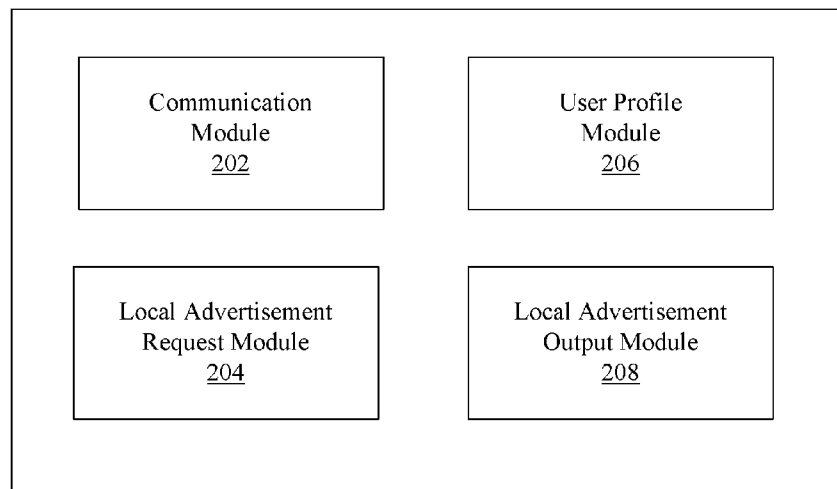 Communication
Module
202
User Profile
Module
206
Local Advertisement
Request Module
204
Local Advertisement
Output Module
208